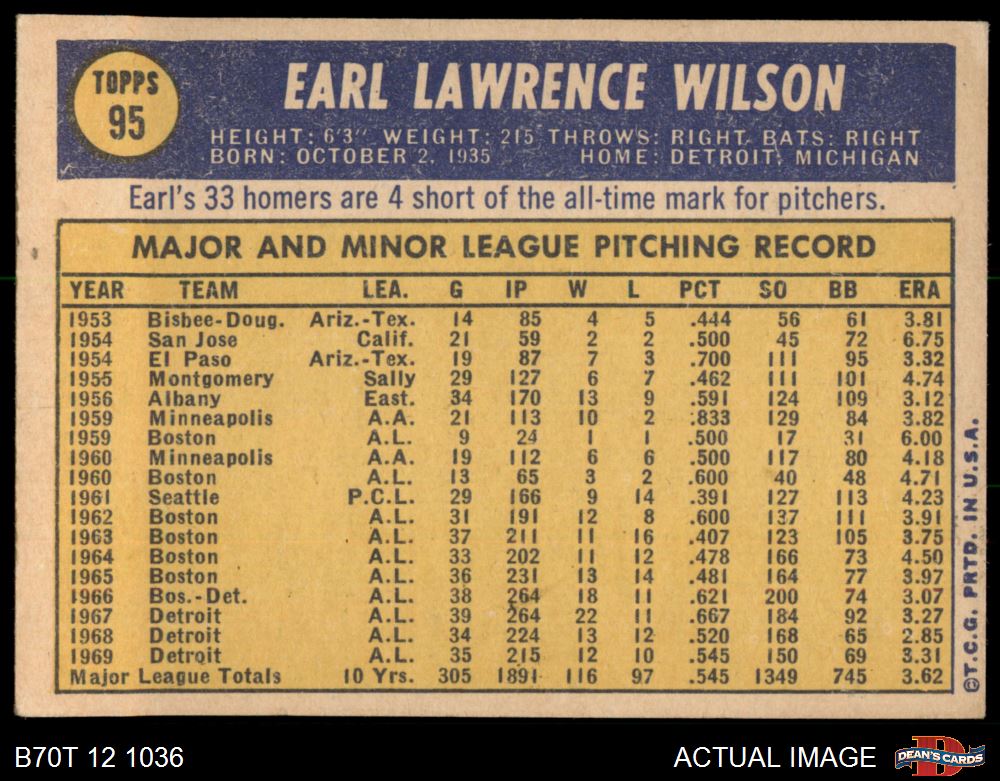 TOPPS
95
EARL LAWRENCE WILSON
HEIGHT: 6'3" WEIGHT: 215 THROWS: RIGHT BATS: RIGHT
BORN: OCTOBER 2, 1935 HOME: DETROIT, MICHIGAN
Earl's 33 homers are 4 short of the all-time mark for pitchers.
MAJOR AND MINOR LEAGUE PITCHING RECORD
YEAR TEAM LEA. G IP W L PCT SO BB ERA
1953 Bisbee-Doug. Ariz.-Tex. 14 85 4 5 .444 56 61 3.81
1954 San Jose Calif. 21 59 2 2 .500 45 72 6.75
1954 El Paso Ariz.-Tex. 19 87 7 3 .700 111 95 3.32
1955 Montgomery Sally 29 127 6 7 .462 111 101 4.74
1956 Albany East. 34 170 13 9 .591 124 109 3.12
1959 Minneapolis A.A. 21 113 10 2 .833 129 84 3.82
1959 Boston A.L. 9 24 1 1 .500 17 31 6.00
1960 Minneapolis A.A. 19 112 6 6 .500 117 80 4.18
1960 Boston A.L. 13 65 3 2 .600 40 48 4.71
1961 Seattle P.C.L. 29 166 9 14 .391 127 113 4.23
1962 Boston A.L. 31 191 12 8 .600 137 111 3.91
1963 Boston A.L. 37 211 11 16 .407 123 105 3.75
1964 Boston A.L. 33 202 11 12 .478 166 73 4.50
1965 Boston A.L. 36 231 13 14 .481 164 77 3.97
1966 Bos.-Det. A.L. 38 264 18 11 .621 200 74 3.07
1967 Detroit A.L. 39 264 22 11 .667 184 92 3.27
1968 Detroit A.L. 34 224 13 12 .520 168 65 2.85
1969 Detroit A.L. 35 215 12 10 .545 150 69 3.31
Major League Totals 10 Yrs. 305 1891 116 97 .545 1349 745 3.62
©T.C.G. PRTD. IN U.S.A.
B70T 12 1036
ACTUAL IMAGE
D
DEAN'S CARDS